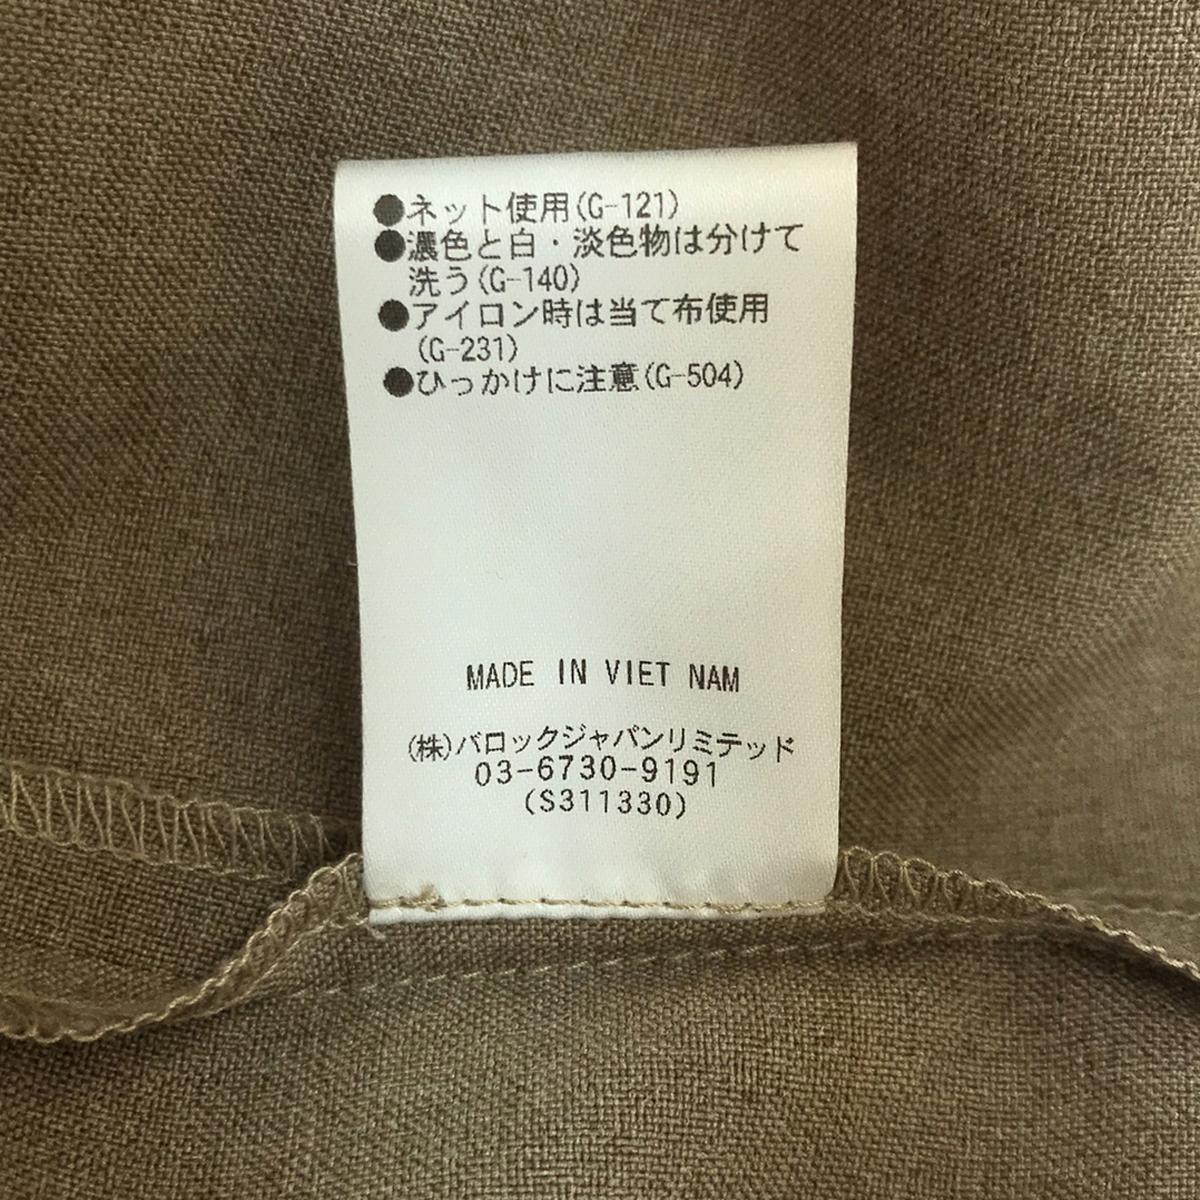 ●ネット使用(G-121)
●濃色と白・淡色物は分けて
洗う(G-140)
●アイロン時は当て布使用
(G-231)
●ひっかけに注意(G-504)
MADE IN VIET NAM
(株)バロックジャパンリミテッド
03-6730-9191
(S311330)